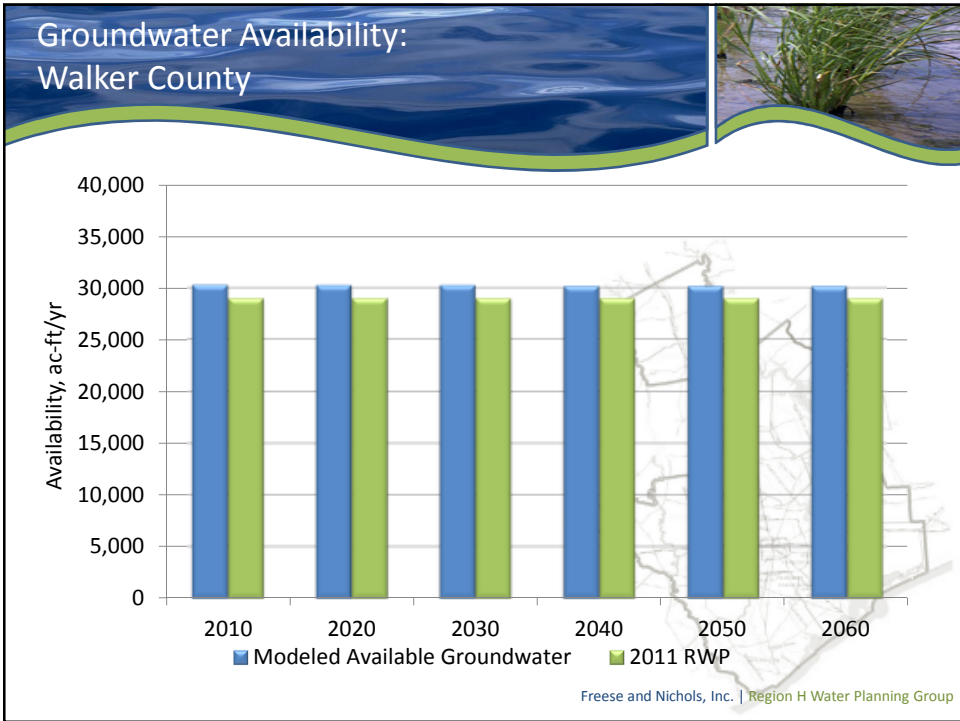 Groundwater Availability:
Walker County
40,000
35,000
30,000
25,000
20,000
15,000
10,000
5,000
0
Availability, ac-ft/yr
2010 2020 2030 2040 2050 2060
Modeled Available Groundwater 2011 RWP
Freese and Nichols, Inc. | Region H Water Planning Group